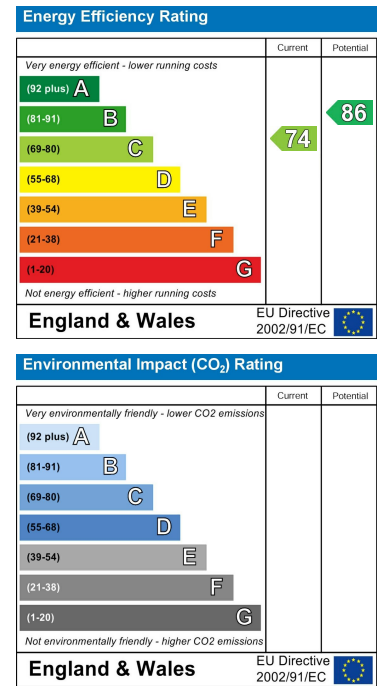 Energy Efficiency Rating
Current Potential
Very energy efficient - lower running costs
(92 plus) A
(81-91) B
(69-80) C
(55-68) D
(39-54) E
(21-38) F
(1-20) G
74
86
Not energy efficient - higher running costs
England & Wales
EU Directive
2002/91/EC
Environmental Impact (CO₂) Rating
Current Potential
Very environmentally friendly - lower CO2 emissions
(92 plus) A
(81-91) B
(69-80) C
(55-68) D
(39-54) E
(21-38) F
(1-20) G
Not environmentally friendly - higher CO2 emissions
England & Wales
EU Directive
2002/91/EC